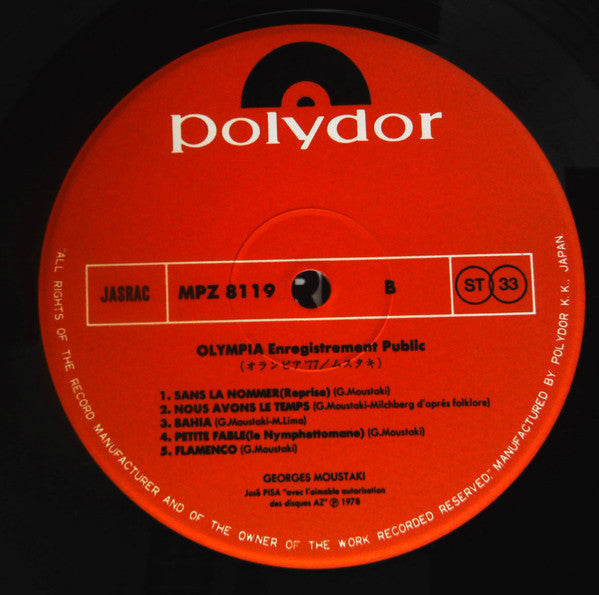 polydor
JASRAC MPZ 8119 B ST 33
OLYMPIA Enregistrement Public
(オランピア '77/ムスタキ)
1. SANS LA NOMMER(Reprise) (G.Moustaki)
2. NOUS AVONS LE TEMPS (G.Moustaki-Milchberg d'aprés folklore)
3. BAHIA (G.Moustaki-M.Lima)
4. PETITE FABLE(le Nymphettomane) (G.Moustaki)
5. FLAMENCO (G.Moustaki)
GEORGES MOUSTAKI
José PISA "avec l'aimable autorisation
des disques AZ" Ⓟ 1978
"ALL RIGHTS OF THE RECORD MANUFACTURER AND OF THE OWNER OF THE WORK RECORDED RESERVED," MANUFACTURED BY POLYDOR K.K., JAPAN